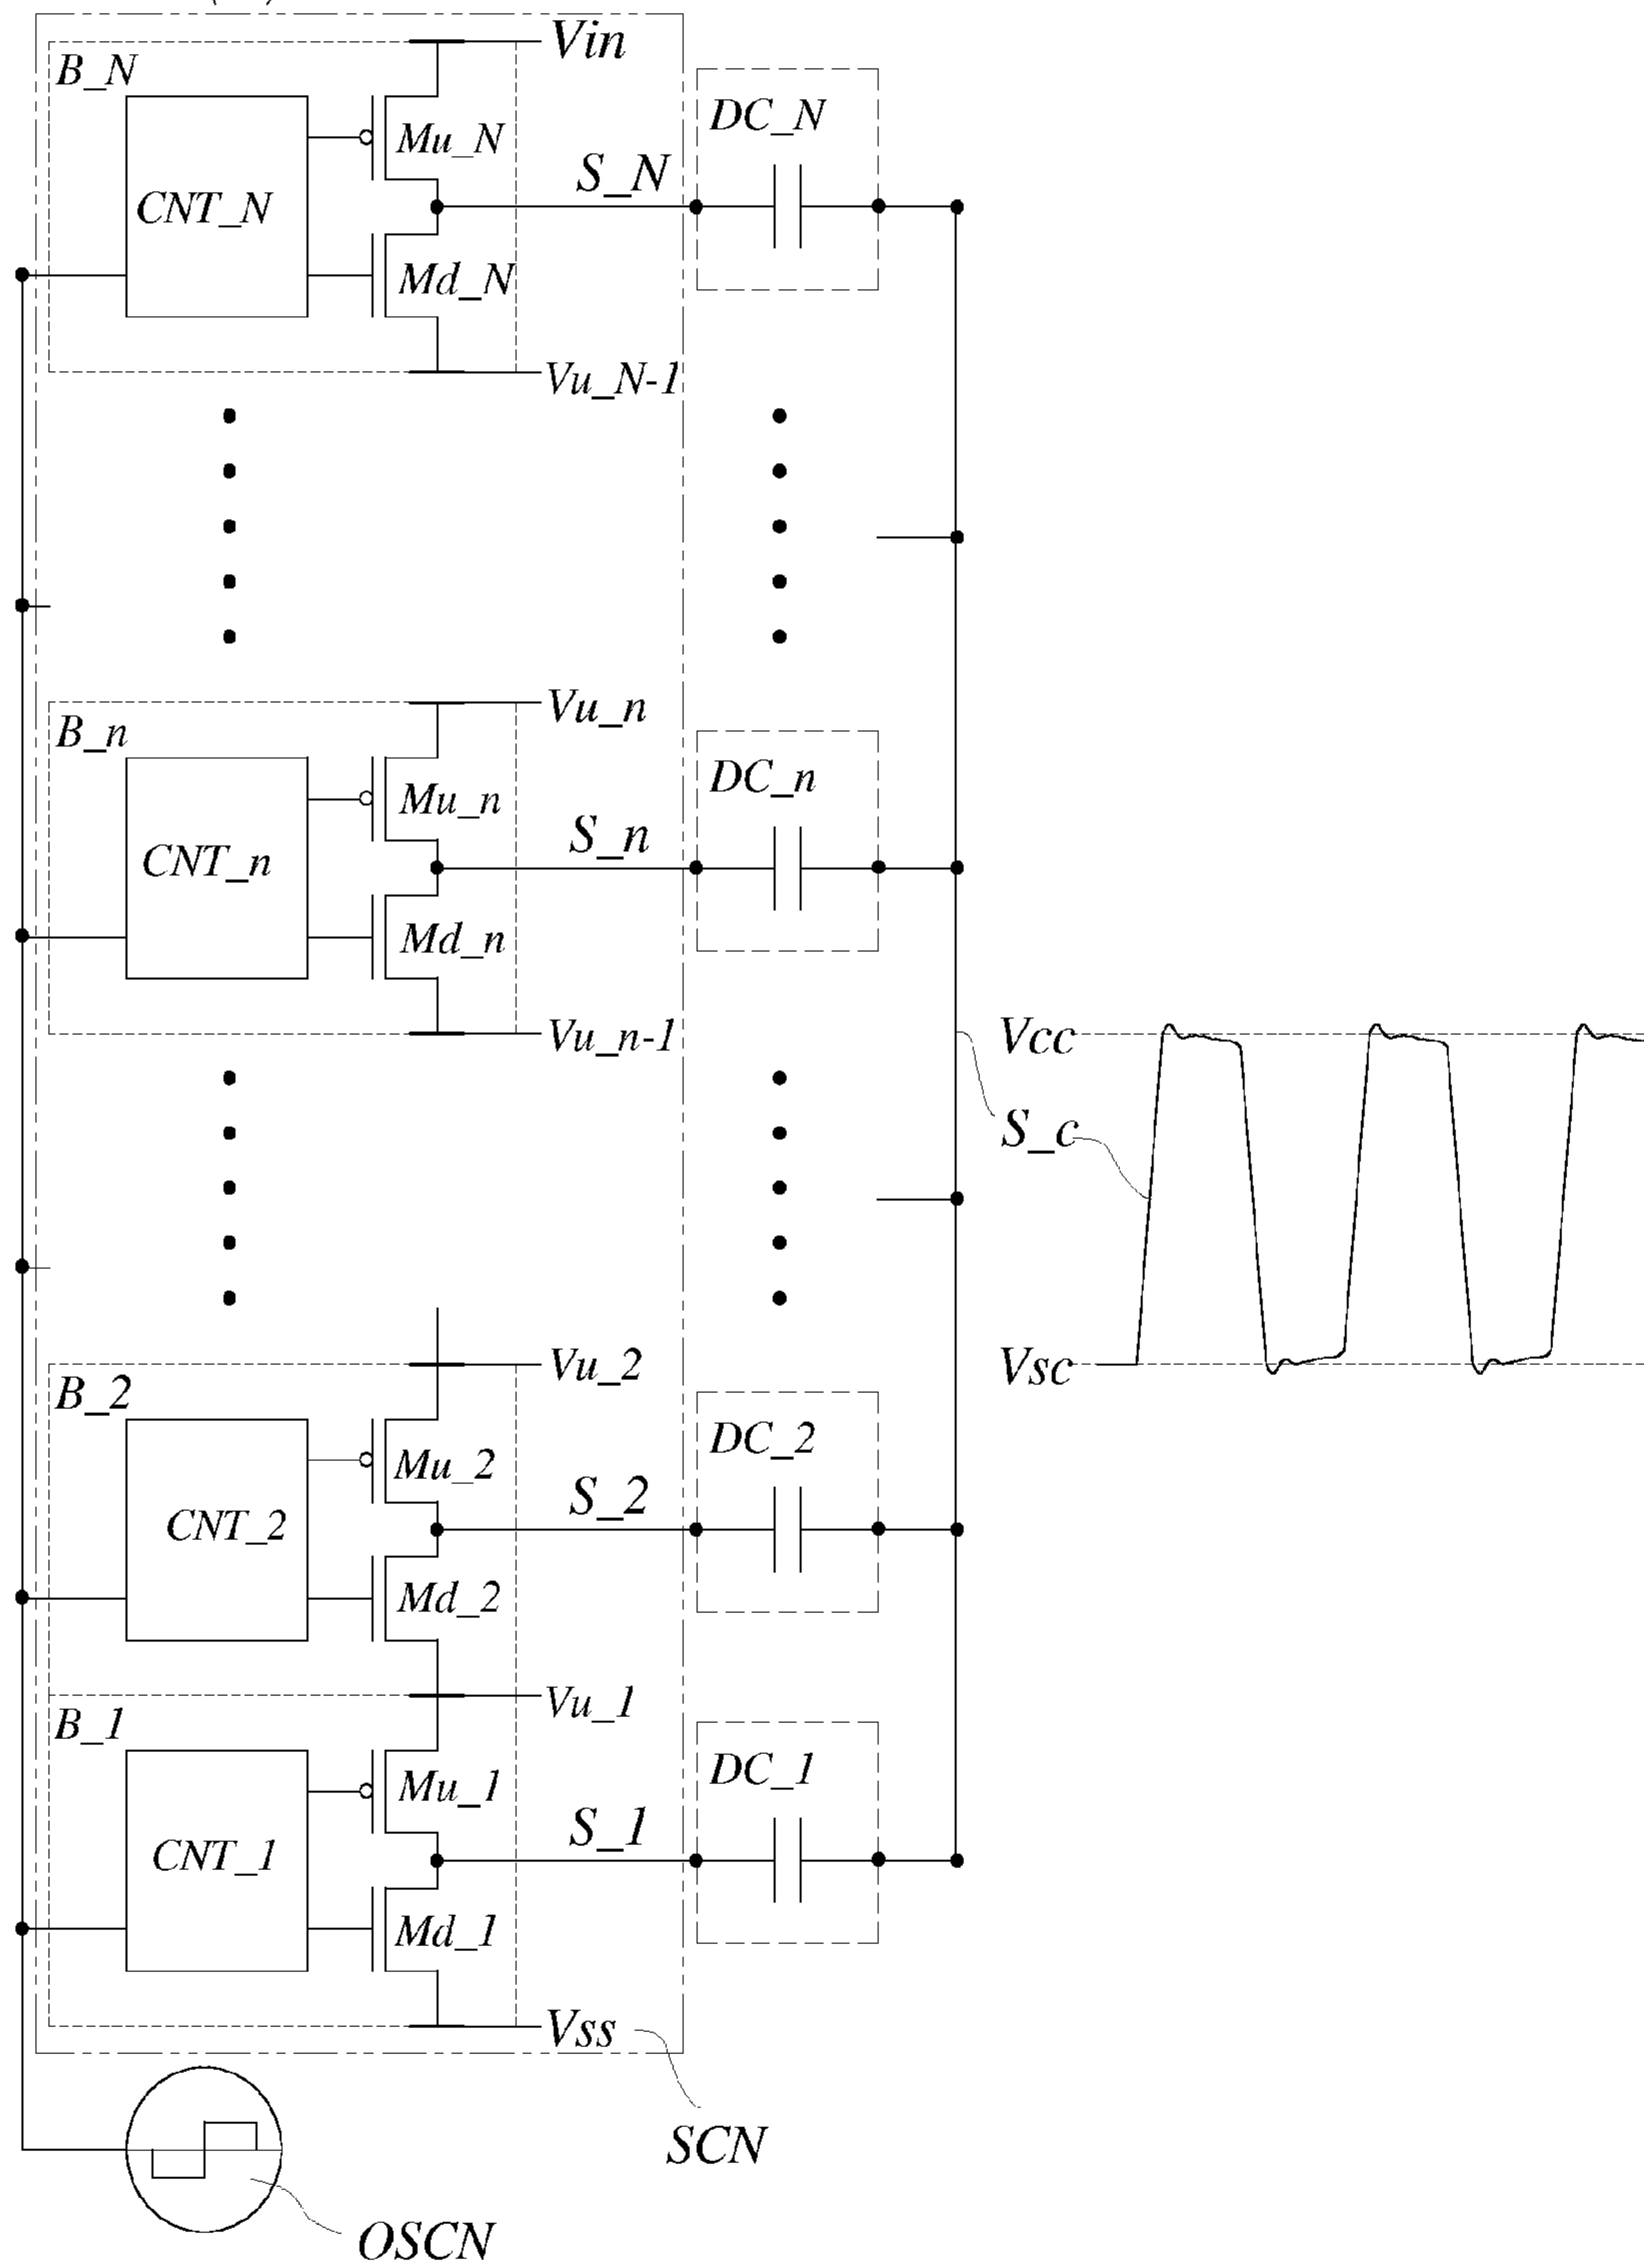 Vin
B_N
DC_N
Mu_N
S_N
CNT_N
Md_N
Vu_N-1
Vu_n
B_n
DC_n
Mu_n
S_n
CNT_n
Md_n
Vu_n-1
Vcc
S_c
Vsc
Vu_2
B_2
DC_2
Mu_2
S_2
CNT_2
Md_2
Vu_1
B_1
DC_1
Mu_1
S_1
CNT_1
Md_1
Vss
SCN
OSCN